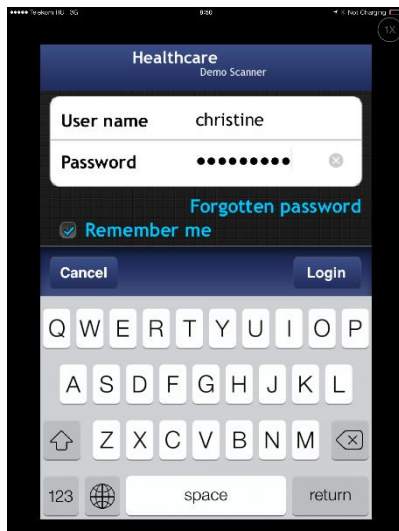 Telekom HU 3G 9:50 Not Charging
1X
Healthcare
Demo Scanner
User name christine
Password ●●●●●●●●●
Forgotten password
Remember me
Cancel Login
Q W E R T Y U I O P
A S D F G H J K L
Z X C V B N M
123 space return